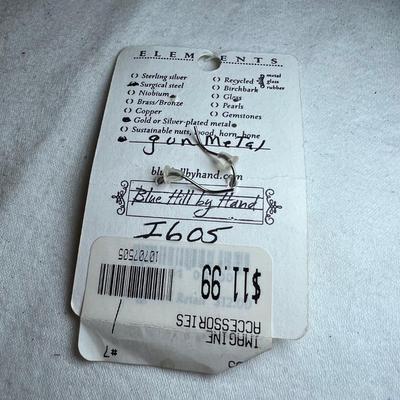 ELEMENTS
() Sterling silver
Surgical steel
() Niobium
() Brass/Bronze
() Copper
Gold or Silver-plated metal
() Sustainable nuts, wood, horn, bone
() Recycled metal glass rubber
() Birchbark
() Glass
() Pearls
() Gemstones
gun metal
Blue Hill by Hand
I605
$11.99
10707505
IMAGINE
ACCESSORIES
#7